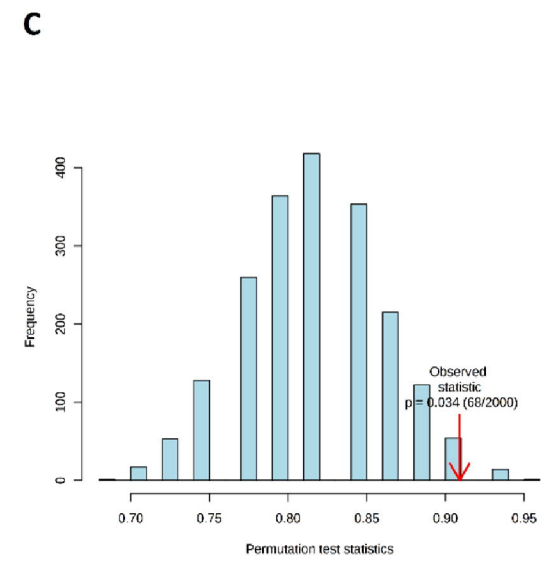 C
400
300
200
100
0
Frequency
Observed
statistic
p = 0.034 (68/2000)
0.70 0.75 0.80 0.85 0.90 0.95
Permutation test statistics